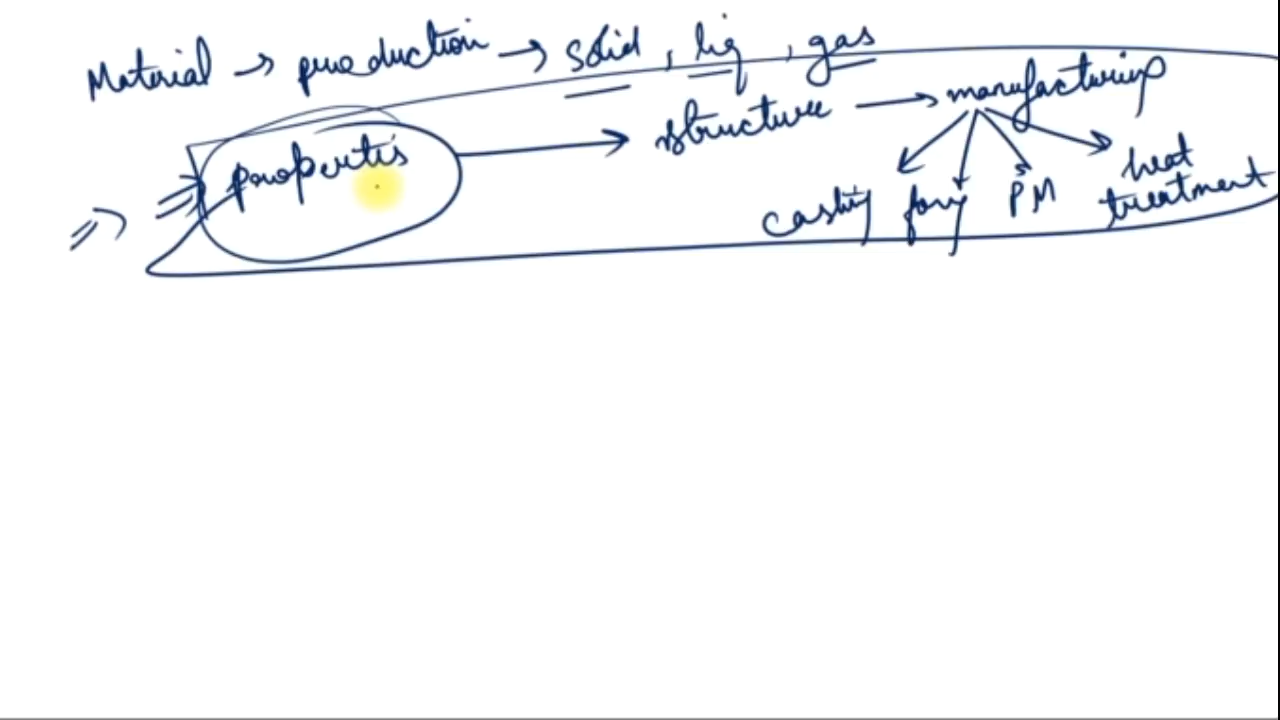 Material → production → solid, liq, gas
properties → structure → manufacturing
casting forg PM heat treatment